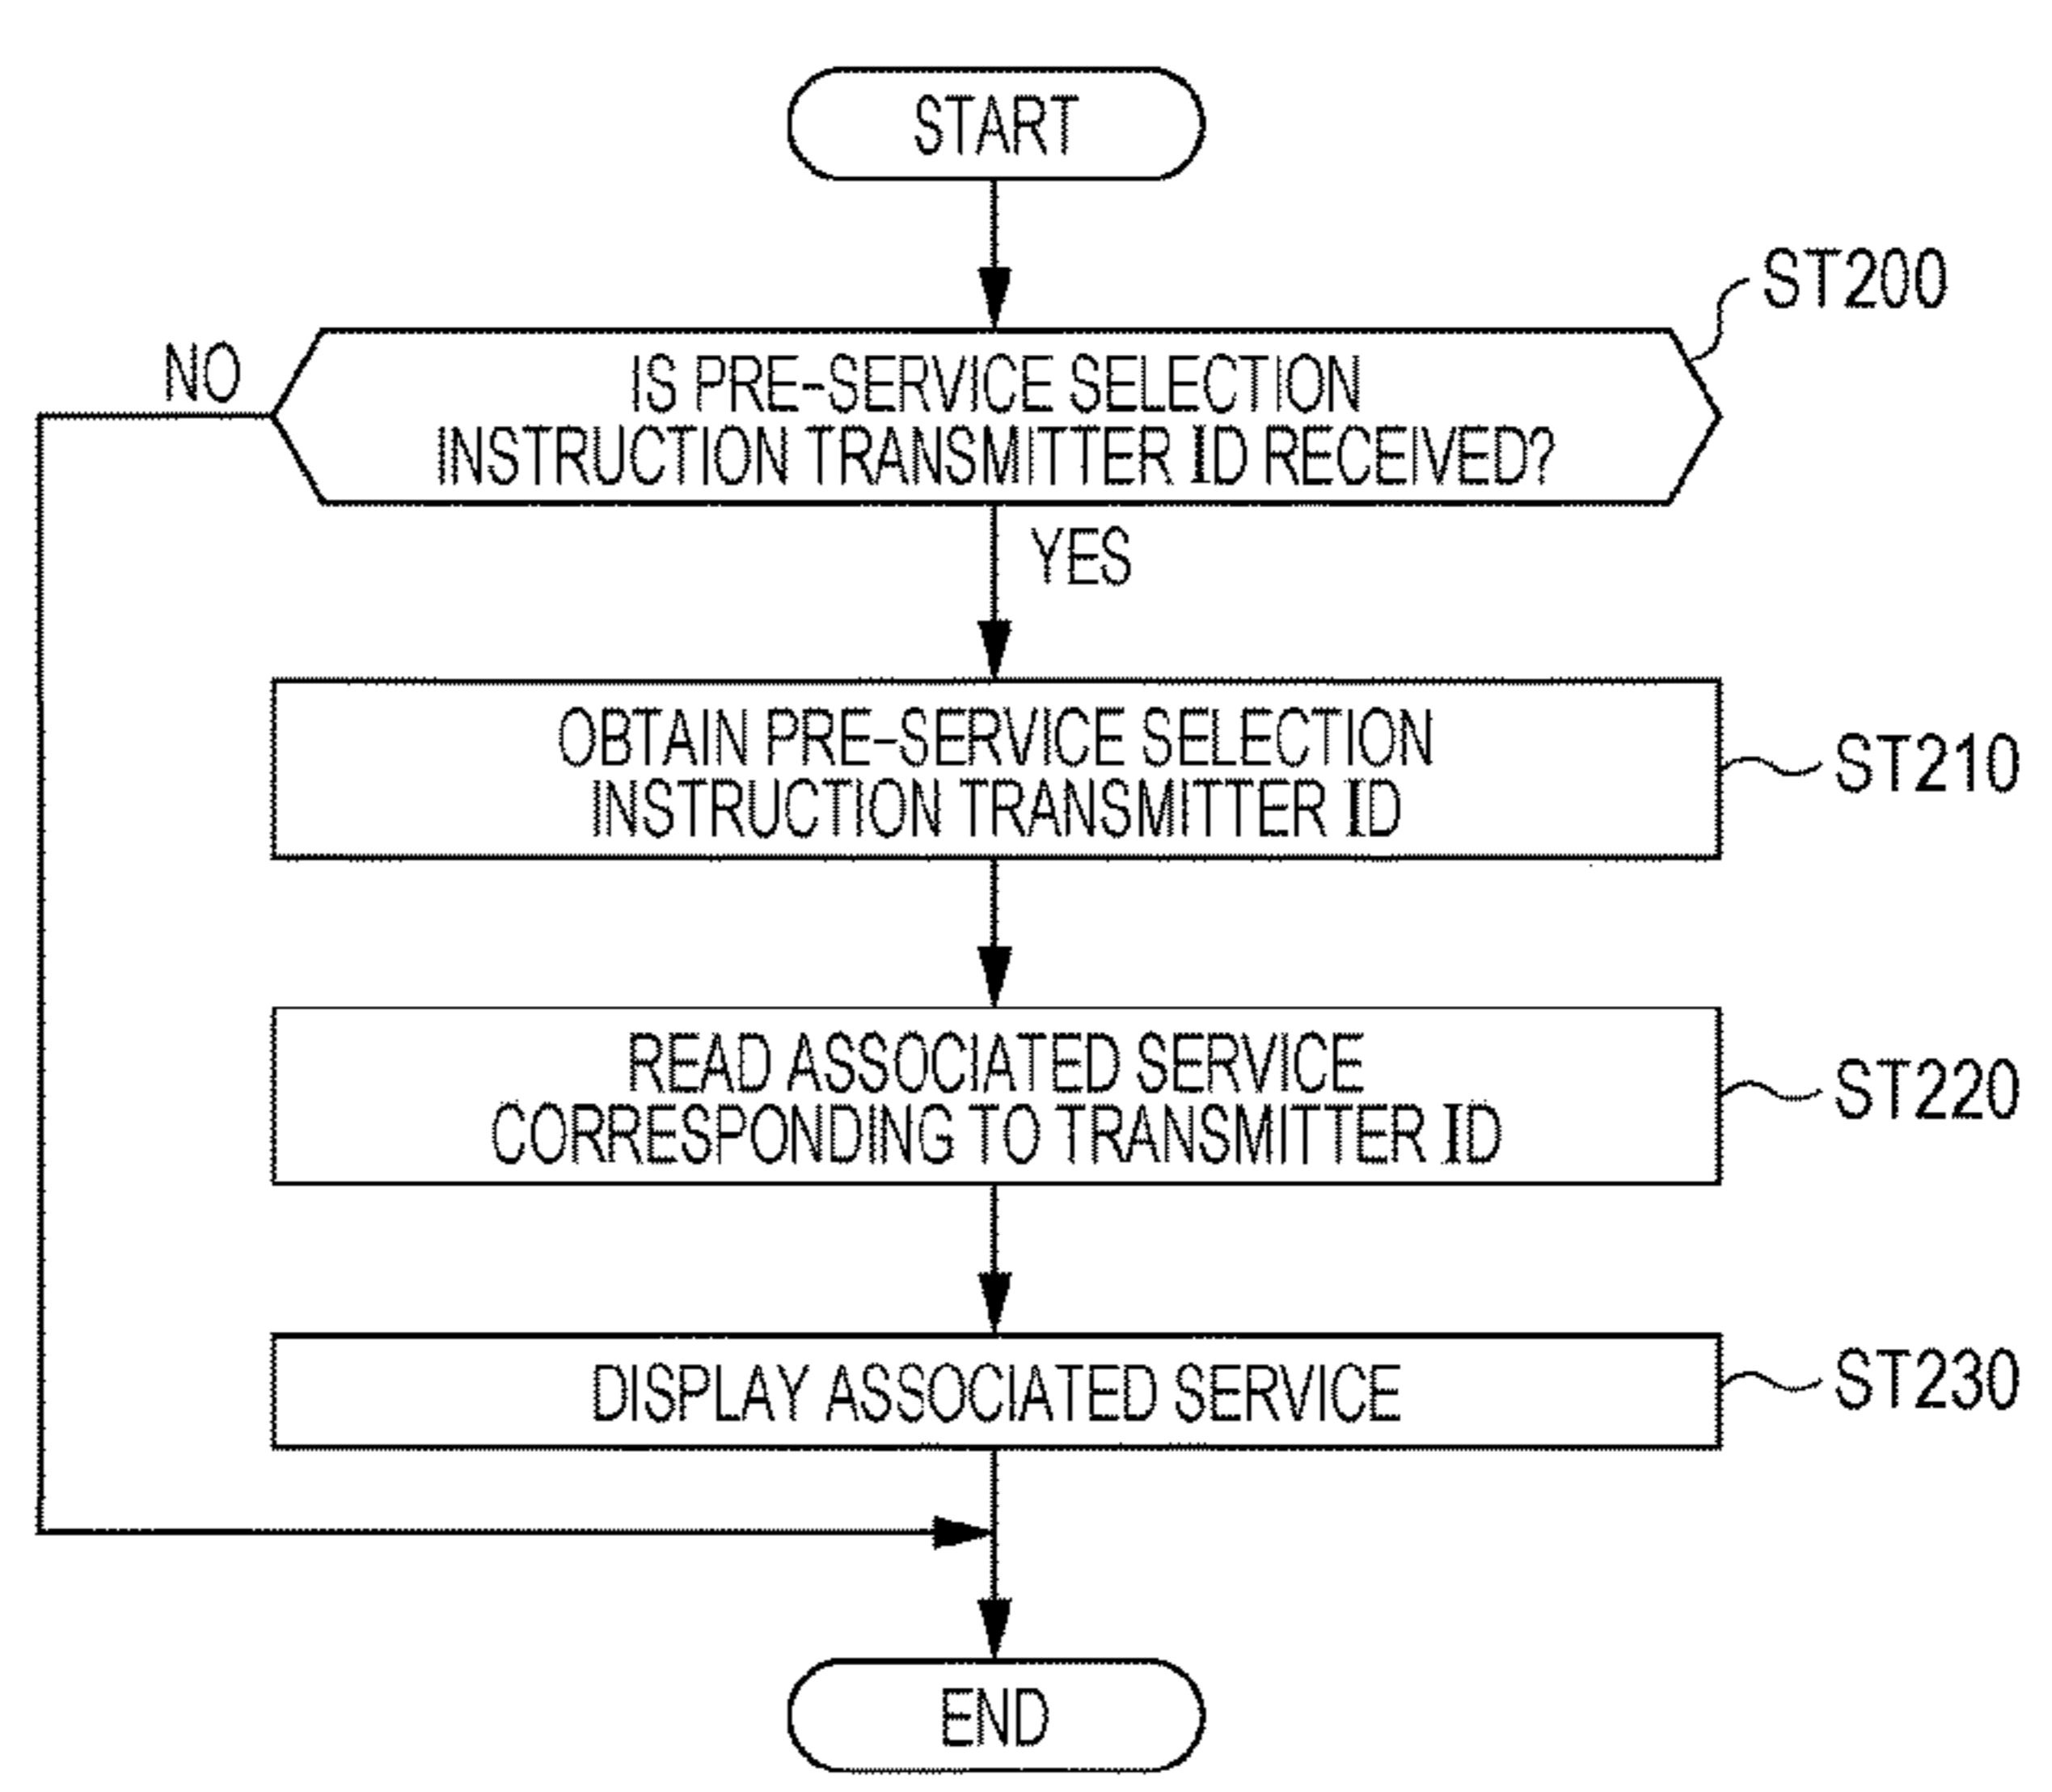 START
ST200
NO
IS PRE-SERVICE SELECTION
INSTRUCTION TRANSMITTER ID RECEIVED?
YES
OBTAIN PRE-SERVICE SELECTION
INSTRUCTION TRANSMITTER ID
ST210
READ ASSOCIATED SERVICE
CORRESPONDING TO TRANSMITTER ID
ST220
DISPLAY ASSOCIATED SERVICE
ST230
END